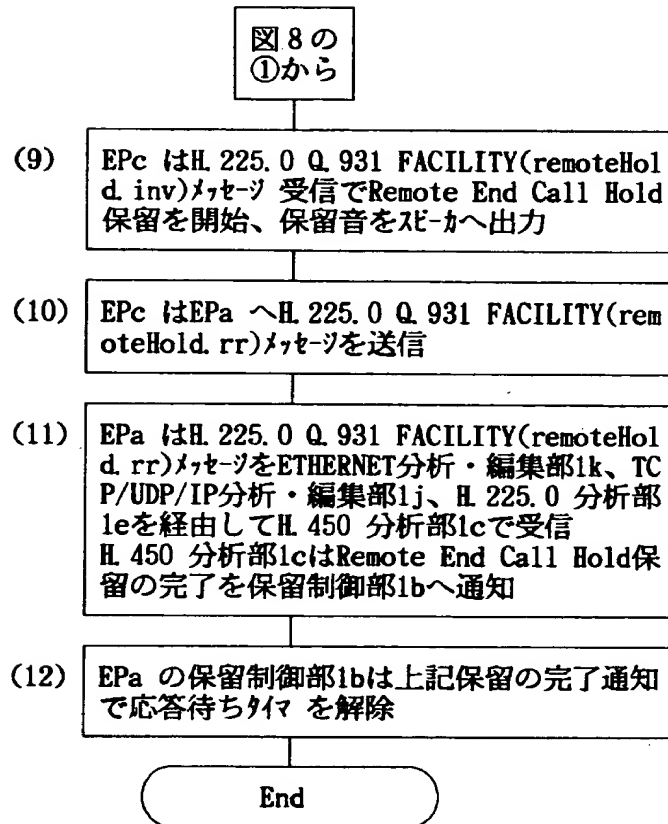 図8の
①から
(9) EPc はH.225.0 Q.931 FACILITY(remoteHol
d.inv)ﾒｯｾｰｼﾞ 受信でRemote End Call Hold
保留を開始、保留音をｽﾋﾟｰｶへ出力
(10) EPc はEPa へH.225.0 Q.931 FACILITY(rem
oteHold.rr)ﾒｯｾｰｼﾞを送信
(11) EPa はH.225.0 Q.931 FACILITY(remoteHol
d.rr)ﾒｯｾｰｼﾞをETHERNET分析・編集部1k、TC
P/UDP/IP分析・編集部1j、H.225.0 分析部
1eを経由してH.450 分析部1cで受信
H.450 分析部1cはRemote End Call Hold保
留の完了を保留制御部1bへ通知
(12) EPa の保留制御部1bは上記保留の完了通知
で応答待ちﾀｲﾏ を解除
End